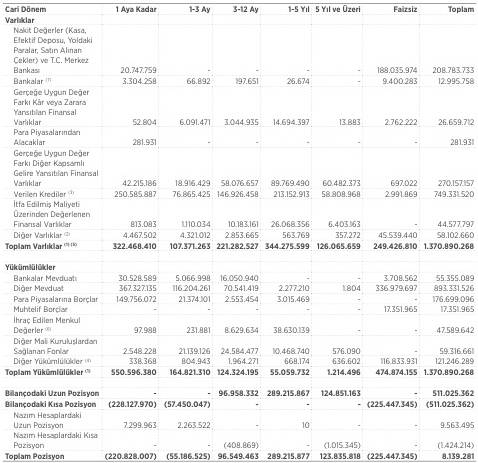 Cari Dönem 1 Aya Kadar 1-3 Ay 3-12 Ay 1-5 Yıl 5 Yıl ve Üzeri Faizsiz Toplam
Varlıklar
Nakit Değerler (Kasa,
Efektif Deposu, Yoldaki
Paralar, Satın Alınan
Çekler) ve T.C. Merkez
Bankası 20.747.759 - - - - 188.035.974 208.783.733
Bankalar (1) 3.304.258 66.892 197.651 26.674 - 9.400.283 12.995.758
Gerçeğe Uygun Değer
Farkı Kâr veya Zarara
Yansıtılan Finansal
Varlıklar 52.804 6.091.471 3.044.935 14.694.397 13.883 2.762.222 26.659.712
Para Piyasalarından
Alacaklar 281.931 - - - - - 281.931
Gerçeğe Uygun Değer
Farkı Diğer Kapsamlı
Gelire Yansıtılan Finansal
Varlıklar 42.215.186 18.916.429 58.076.657 89.769.490 60.482.373 697.022 270.157.157
Verilen Krediler (3) 250.585.887 76.865.425 146.926.458 213.152.913 58.808.968 2.991.869 749.331.520
İtfa Edilmiş Maliyeti
Üzerinden Değerlenen
Finansal Varlıklar 813.083 1.110.034 10.183.161 26.068.356 6.403.163 - 44.577.797
Diğer Varlıklar (2) 4.467.502 4.321.012 2.853.665 563.769 357.272 45.539.440 58.102.660
Toplam Varlıklar 322.468.410 107.371.263 221.282.527 344.275.599 126.065.659 249.426.810 1.370.890.268
Yükümlülükler
Bankalar Mevduatı 30.528.589 5.066.998 16.050.940 - - 3.708.562 55.355.089
Diğer Mevduat 367.327.135 116.204.261 70.541.419 2.277.210 1.804 336.979.697 893.331.526
Para Piyasalarına Borçlar 149.756.072 21.374.101 2.553.454 3.015.469 - - 176.699.096
Muhtelif Borçlar - - - - - 17.351.965 17.351.965
İhraç Edilen Menkul
Değerler (6) 97.988 231.881 8.629.634 38.630.139 - - 47.589.642
Diğer Mali Kuruluşlardan
Sağlanan Fonlar 2.548.228 21.139.126 24.584.477 10.468.740 576.090 - 59.316.661
Diğer Yükümlülükler (4) 338.368 804.943 1.964.271 668.174 636.602 116.833.931 121.246.289
Toplam Yükümlülükler (5) 550.596.380 164.821.310 124.324.195 55.059.732 1.214.496 474.874.155 1.370.890.268
Bilançodaki Uzun Pozisyon - - 96.958.332 289.215.867 124.851.163 - 511.025.362
Bilançodaki Kısa Pozisyon (228.127.970) (57.450.047) - - - (225.447.345) (511.025.362)
Nazım Hesaplardaki
Uzun Pozisyon 7.299.963 2.263.522 - 10 - - 9.563.495
Nazım Hesaplardaki Kısa
Pozisyon - - (408.869) - (1.015.345) - (1.424.214)
Toplam Pozisyon (220.828.007) (55.186.525) 96.549.463 289.215.877 123.835.818 (225.447.345) 8.139.281